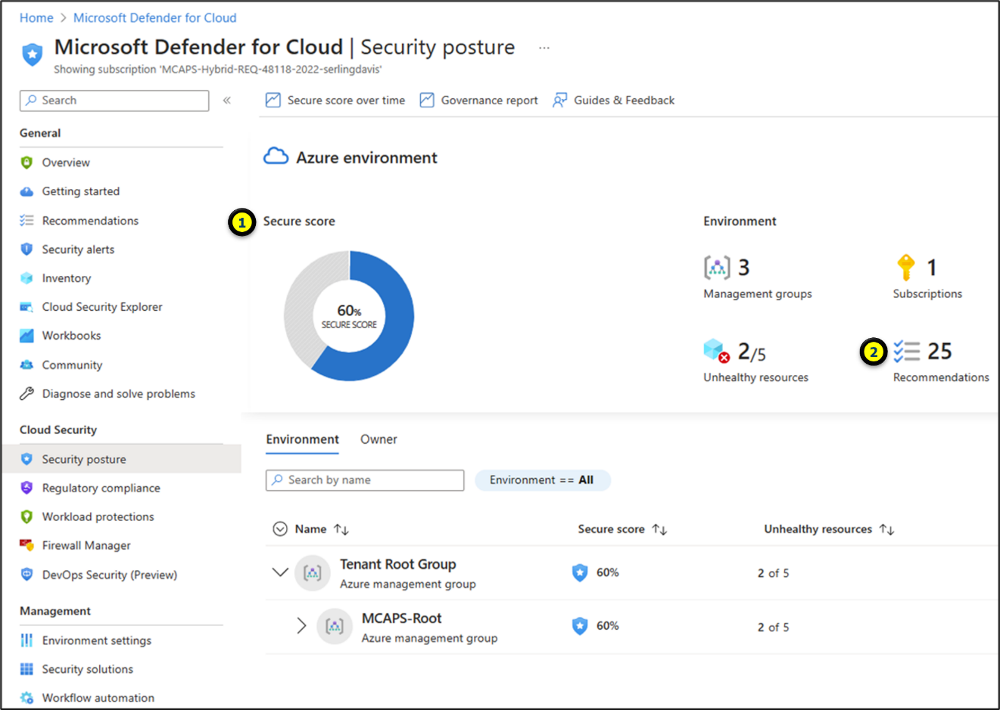 Home > Microsoft Defender for Cloud
Microsoft Defender for Cloud | Security posture ...
Showing subscription 'MCAPS-Hybrid-REQ-48118-2022-serlingdavis'
Search «
Secure score over time Governance report Guides & Feedback
General
Overview
Getting started
Recommendations
Security alerts
Inventory
Cloud Security Explorer
Workbooks
Community
Diagnose and solve problems
Cloud Security
Security posture
Regulatory compliance
Workload protections
Firewall Manager
DevOps Security (Preview)
Management
Environment settings
Security solutions
Workflow automation
Azure environment
1 Secure score
60%
SECURE SCORE
Environment
3
Management groups
1
Subscriptions
2/5
Unhealthy resources
2 25
Recommendations
Environment Owner
Search by name Environment == All
Name ↑↓ Secure score ↑↓ Unhealthy resources ↑↓
Tenant Root Group
Azure management group
60% 2 of 5
MCAPS-Root
Azure management group
60% 2 of 5